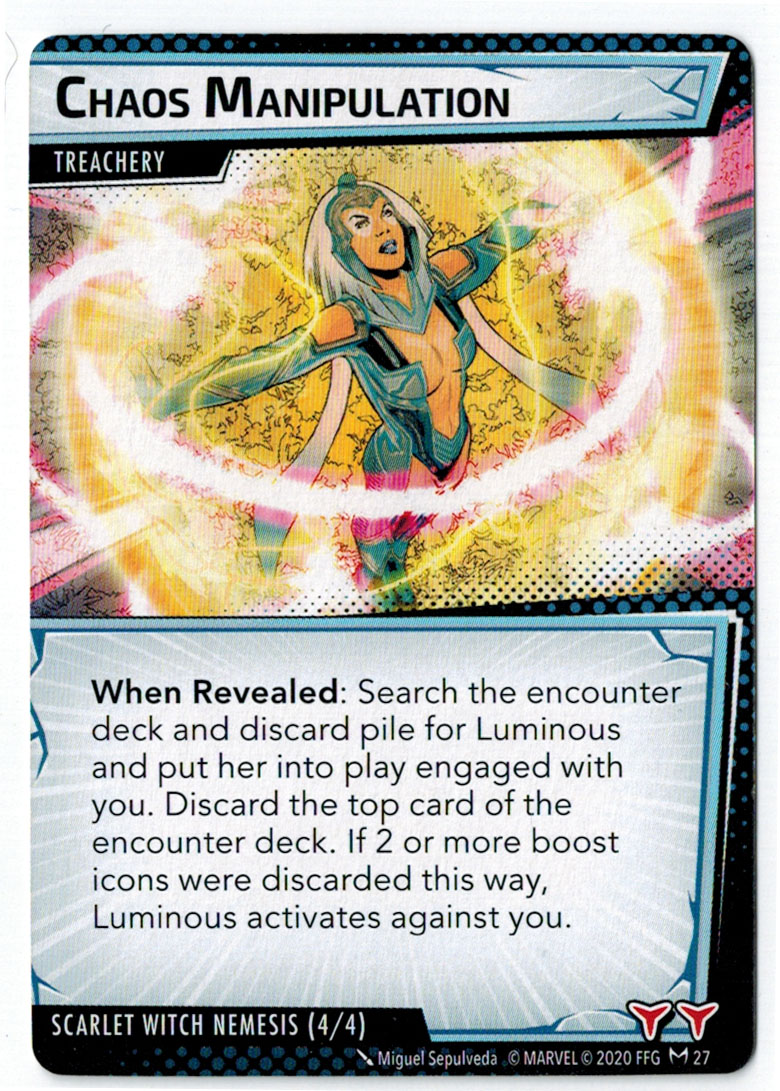 CHAOS MANIPULATION
TREACHERY
When Revealed: Search the encounter
deck and discard pile for Luminous
and put her into play engaged with
you. Discard the top card of the
encounter deck. If 2 or more boost
icons were discarded this way,
Luminous activates against you.
SCARLET WITCH NEMESIS (4/4)
Miguel Sepulveda © MARVEL © 2020 FFG 27